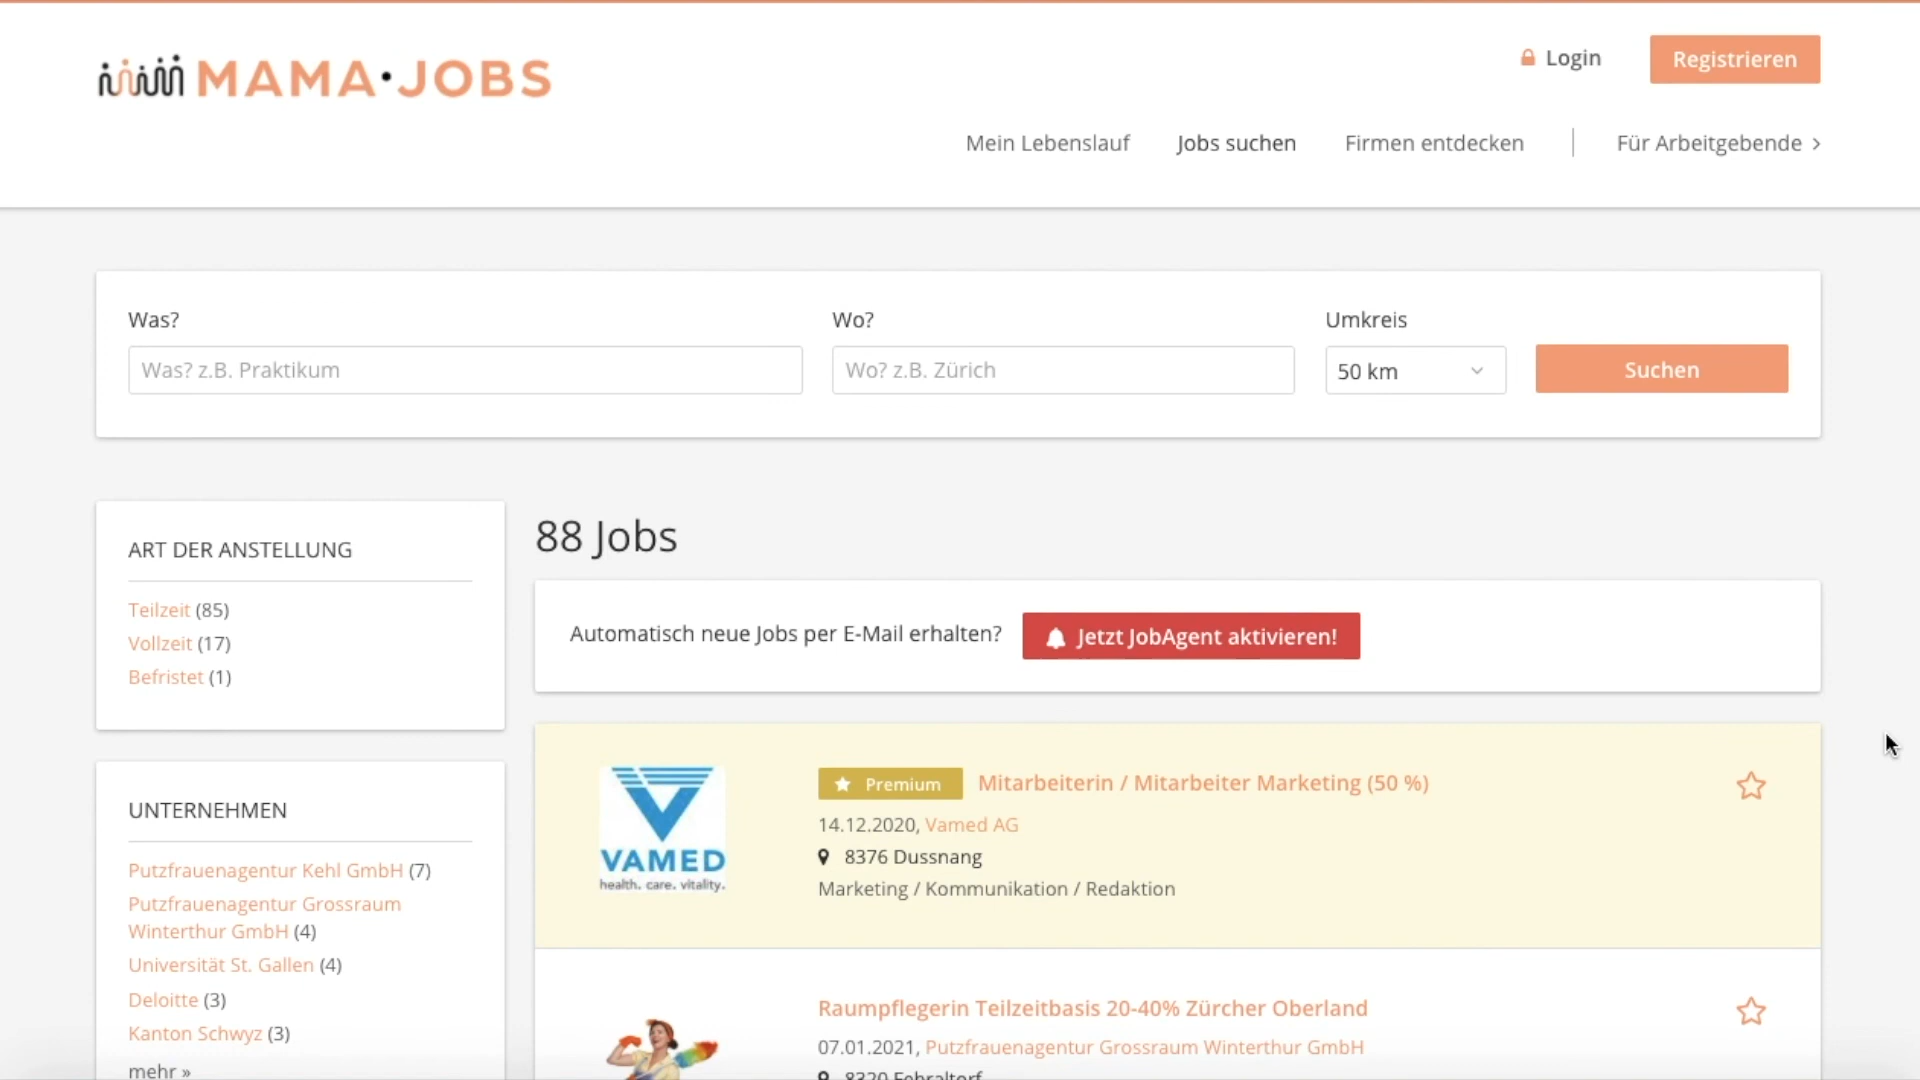 MAMA·JOBS
Login
Registrieren
Mein Lebenslauf
Jobs suchen
Firmen entdecken
Für Arbeitgebende >
Was?
Wo?
Umkreis
Was? z.B. Praktikum
Wo? z.B. Zürich
50 km
Suchen
ART DER ANSTELLUNG
Teilzeit (85)
Vollzeit (17)
Befristet (1)
UNTERNEHMEN
Putzfrauenagentur Kehl GmbH (7)
Putzfrauenagentur Grossraum
Winterthur GmbH (4)
Universität St. Gallen (4)
Deloitte (3)
Kanton Schwyz (3)
mehr »
88 Jobs
Automatisch neue Jobs per E-Mail erhalten?
Jetzt JobAgent aktivieren!
VAMED
health. care. vitality.
Premium
Mitarbeiterin / Mitarbeiter Marketing (50 %)
14.12.2020, Vamed AG
8376 Dussnang
Marketing / Kommunikation / Redaktion
Raumpflegerin Teilzeitbasis 20-40% Zürcher Oberland
07.01.2021, Putzfrauenagentur Grossraum Winterthur GmbH
8320 Fehraltorf